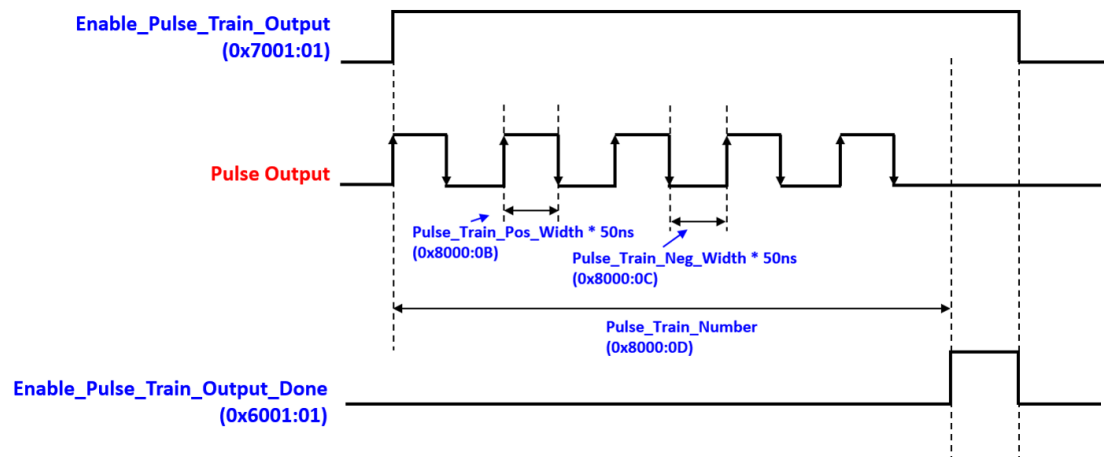 Enable_Pulse_Train_Output
(0x7001:01)
Pulse Output
Pulse_Train_Pos_Width * 50ns
(0x8000:0B)
Pulse_Train_Neg_Width * 50ns
(0x8000:0C)
Pulse_Train_Number
(0x8000:0D)
Enable_Pulse_Train_Output_Done
(0x6001:01)